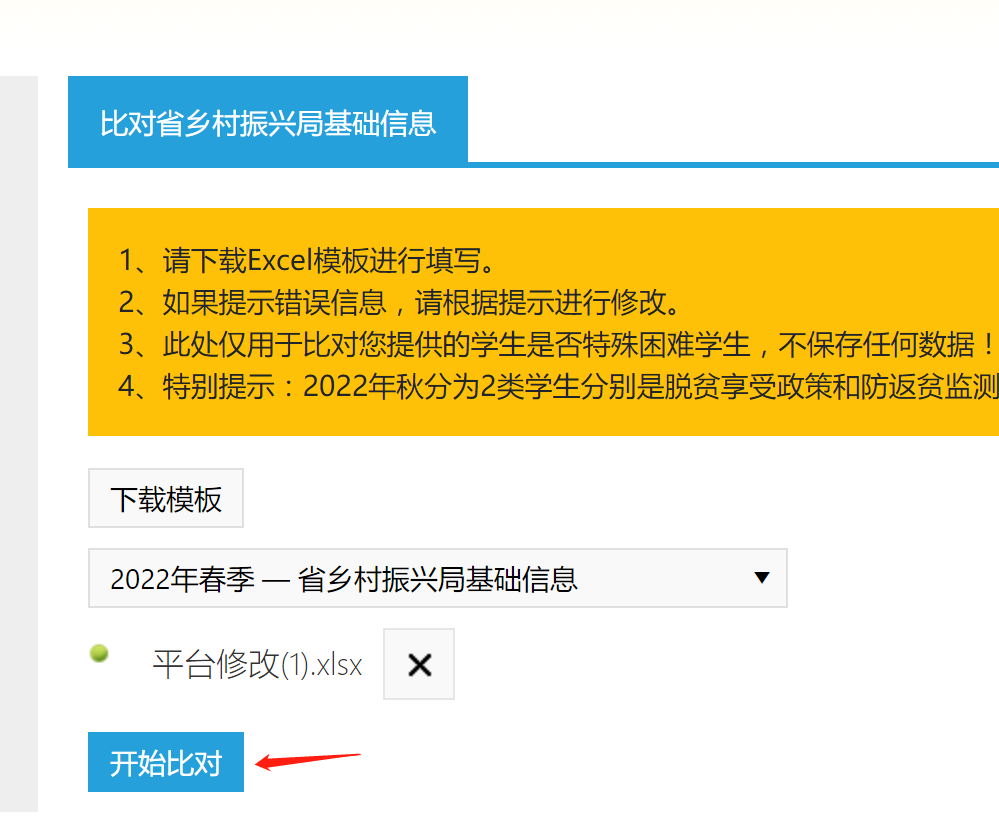 比对省乡村振兴局基础信息
1、请下载Excel模板进行填写。
2、如果提示错误信息，请根据提示进行修改。
3、此处仅用于比对您提供的学生是否特殊困难学生，不保存任何数据！
4、特别提示：2022年秋分为2类学生分别是脱贫享受政策和防返贫监测
下载模板
2022年春季 — 省乡村振兴局基础信息
平台修改(1).xlsx
开始比对